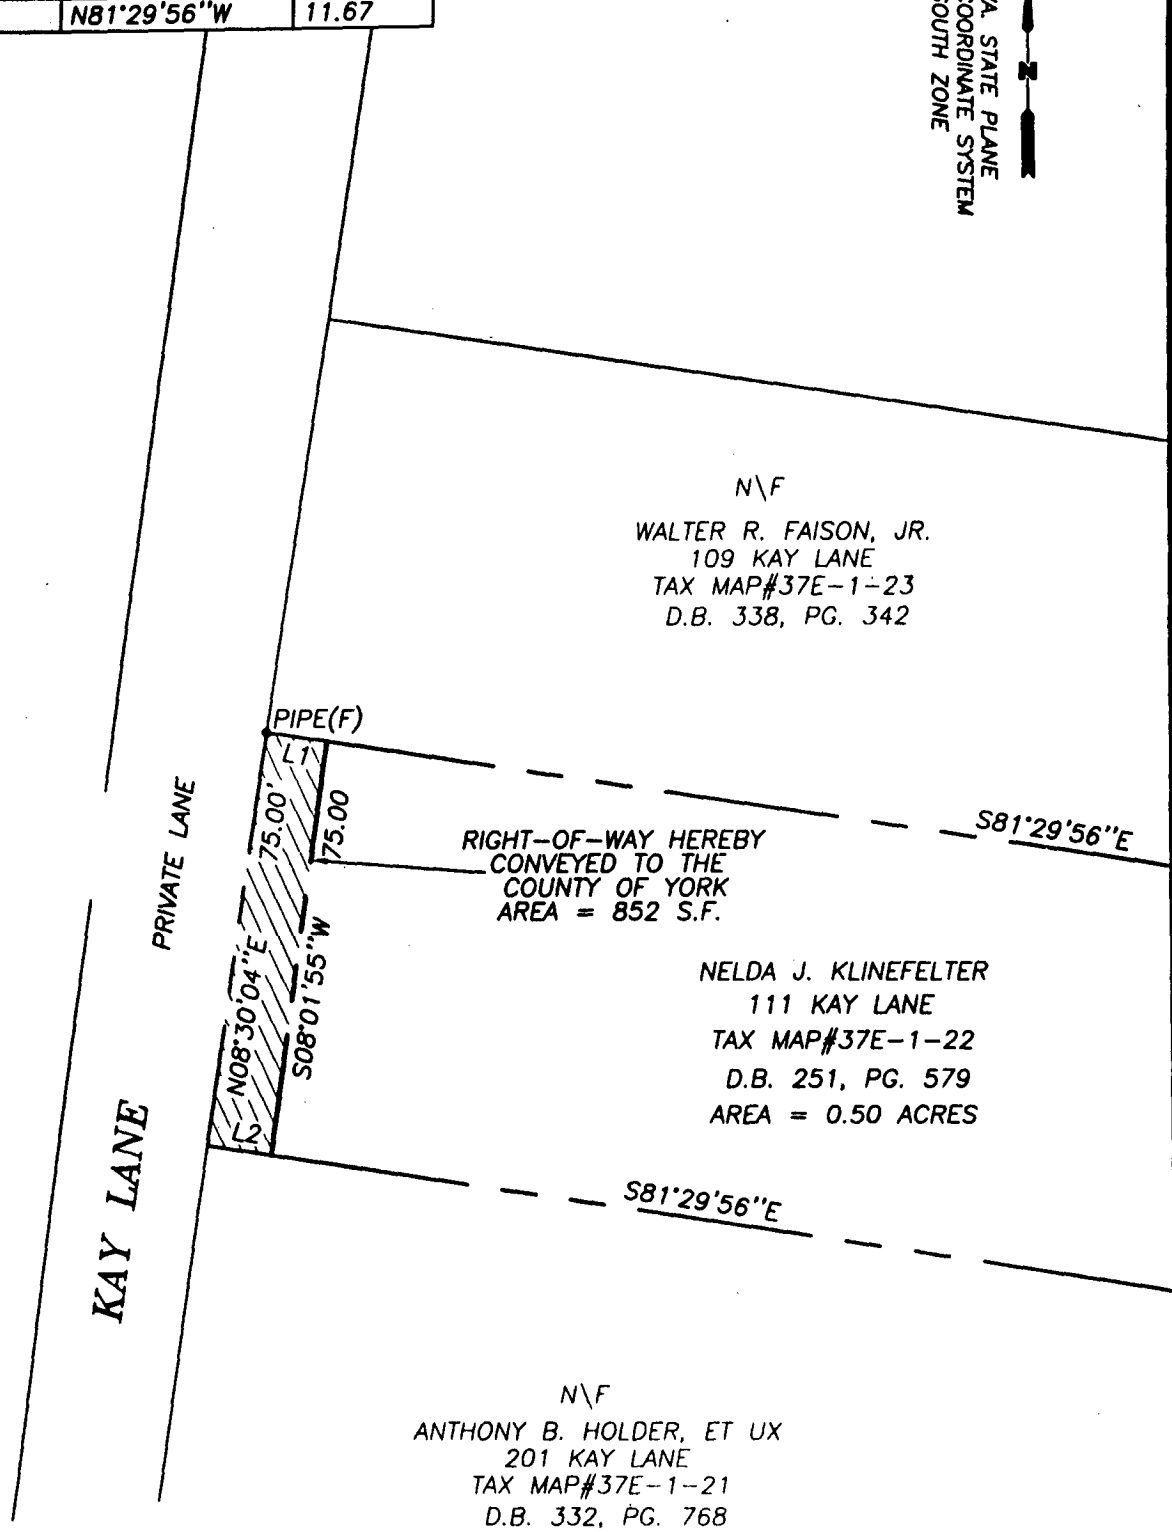 N81°29'56"W 11.67
VA. STATE PLANE
COORDINATE SYSTEM
SOUTH ZONE
N
N\F
WALTER R. FAISON, JR.
109 KAY LANE
TAX MAP#37E-1-23
D.B. 338, PG. 342
PIPE(F)
L1
75.00'
75.00
PRIVATE LANE
S81°29'56"E
RIGHT-OF-WAY HEREBY
CONVEYED TO THE
COUNTY OF YORK
AREA = 852 S.F.
N08°30'04"E
S08°01'55"W
NELDA J. KLINEFELTER
111 KAY LANE
TAX MAP#37E-1-22
D.B. 251, PG. 579
AREA = 0.50 ACRES
L2
KAY LANE
S81°29'56"E
N\F
ANTHONY B. HOLDER, ET UX
201 KAY LANE
TAX MAP#37E-1-21
D.B. 332, PG. 768